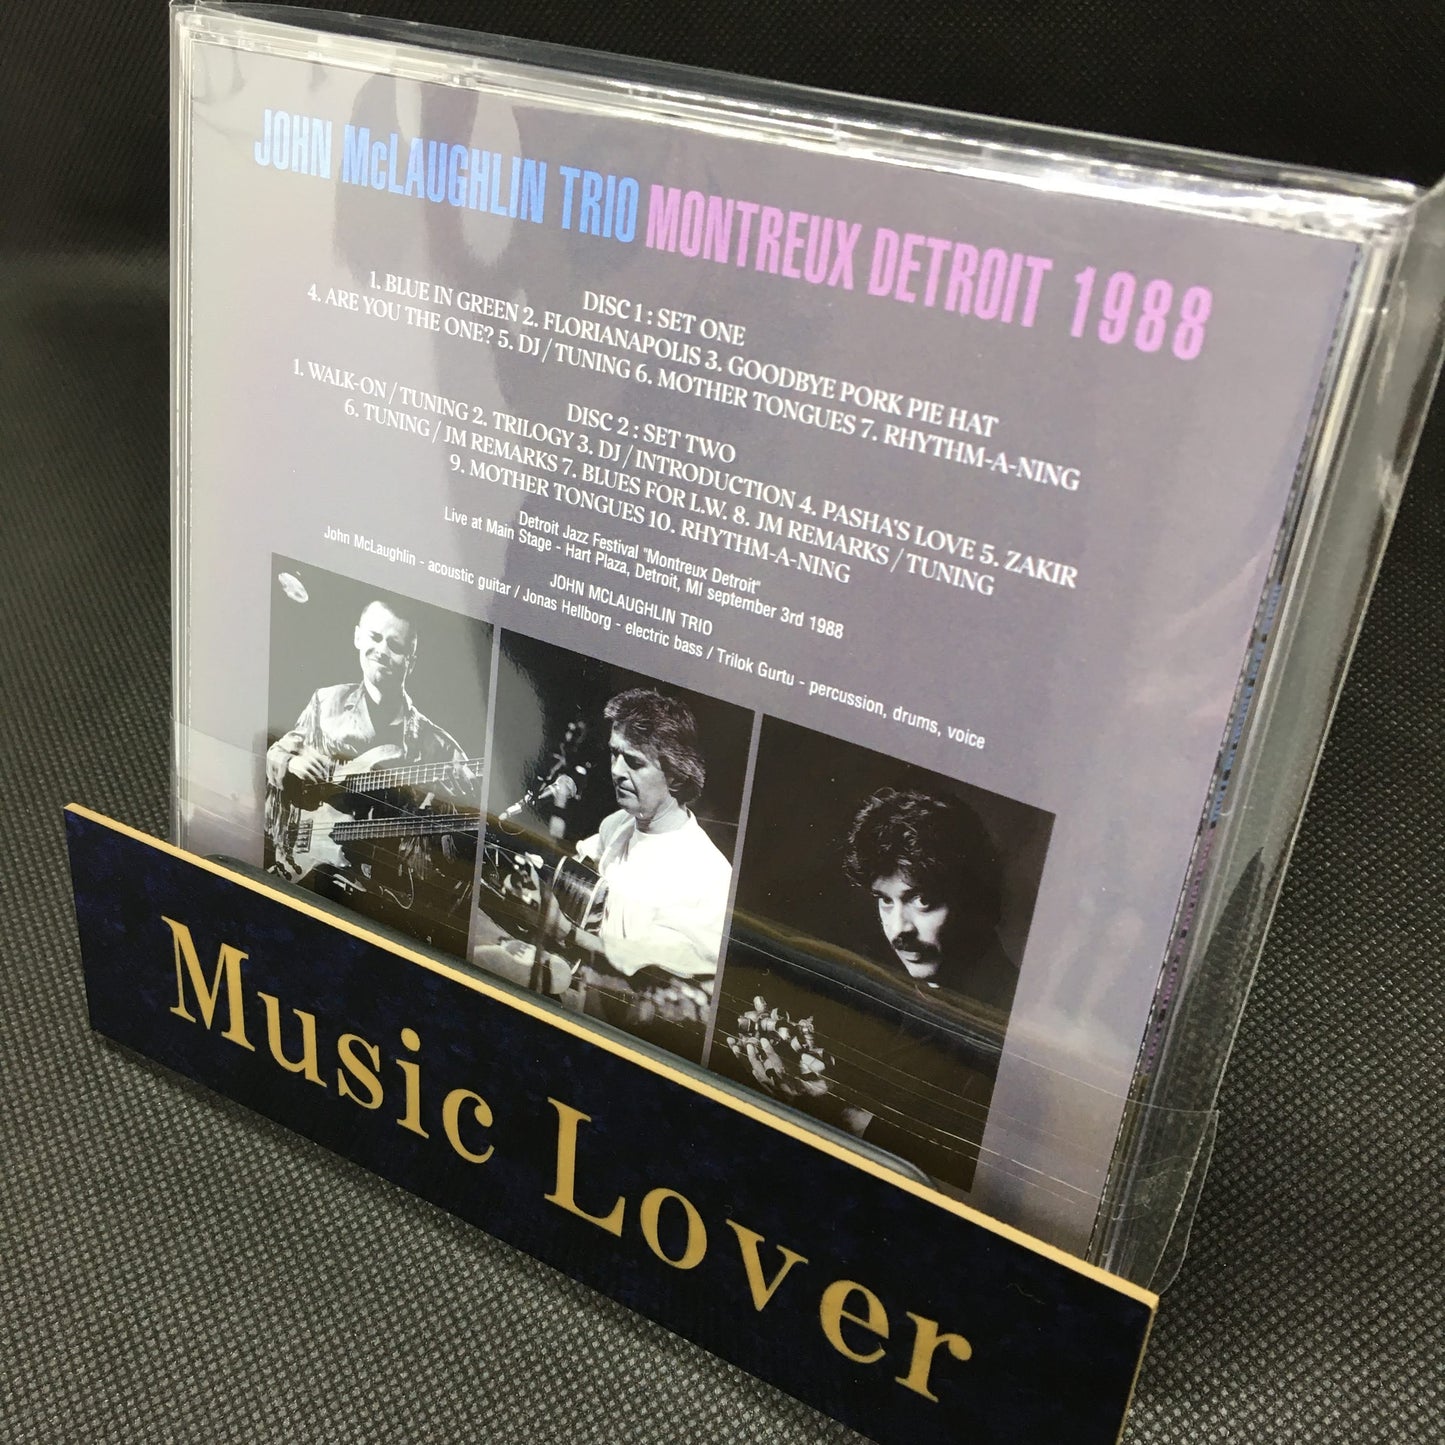 JOHN McLAUGHLIN TRIO MONTREUX DETROIT 1988
DISC 1 : SET ONE
1. BLUE IN GREEN 2. FLORIANAPOLIS 3. GOODBYE PORK PIE HAT
4. ARE YOU THE ONE? 5. DJ / TUNING 6. MOTHER TONGUES 7. RHYTHM-A-NING
DISC 2 : SET TWO
1. WALK-ON / TUNING 2. TRILOGY 3. DJ / INTRODUCTION 4. PASHA'S LOVE 5. ZAKIR
6. TUNING / JM REMARKS 7. BLUES FOR L.W. 8. JM REMARKS / TUNING
9. MOTHER TONGUES 10. RHYTHM-A-NING
Detroit Jazz Festival "Montreux Detroit"
Live at Main Stage - Hart Plaza, Detroit, MI september 3rd 1988
JOHN MCLAUGHLIN TRIO
John McLaughlin - acoustic guitar / Jonas Hellborg - electric bass / Trilok Gurtu - percussion, drums, voice
Music Lover